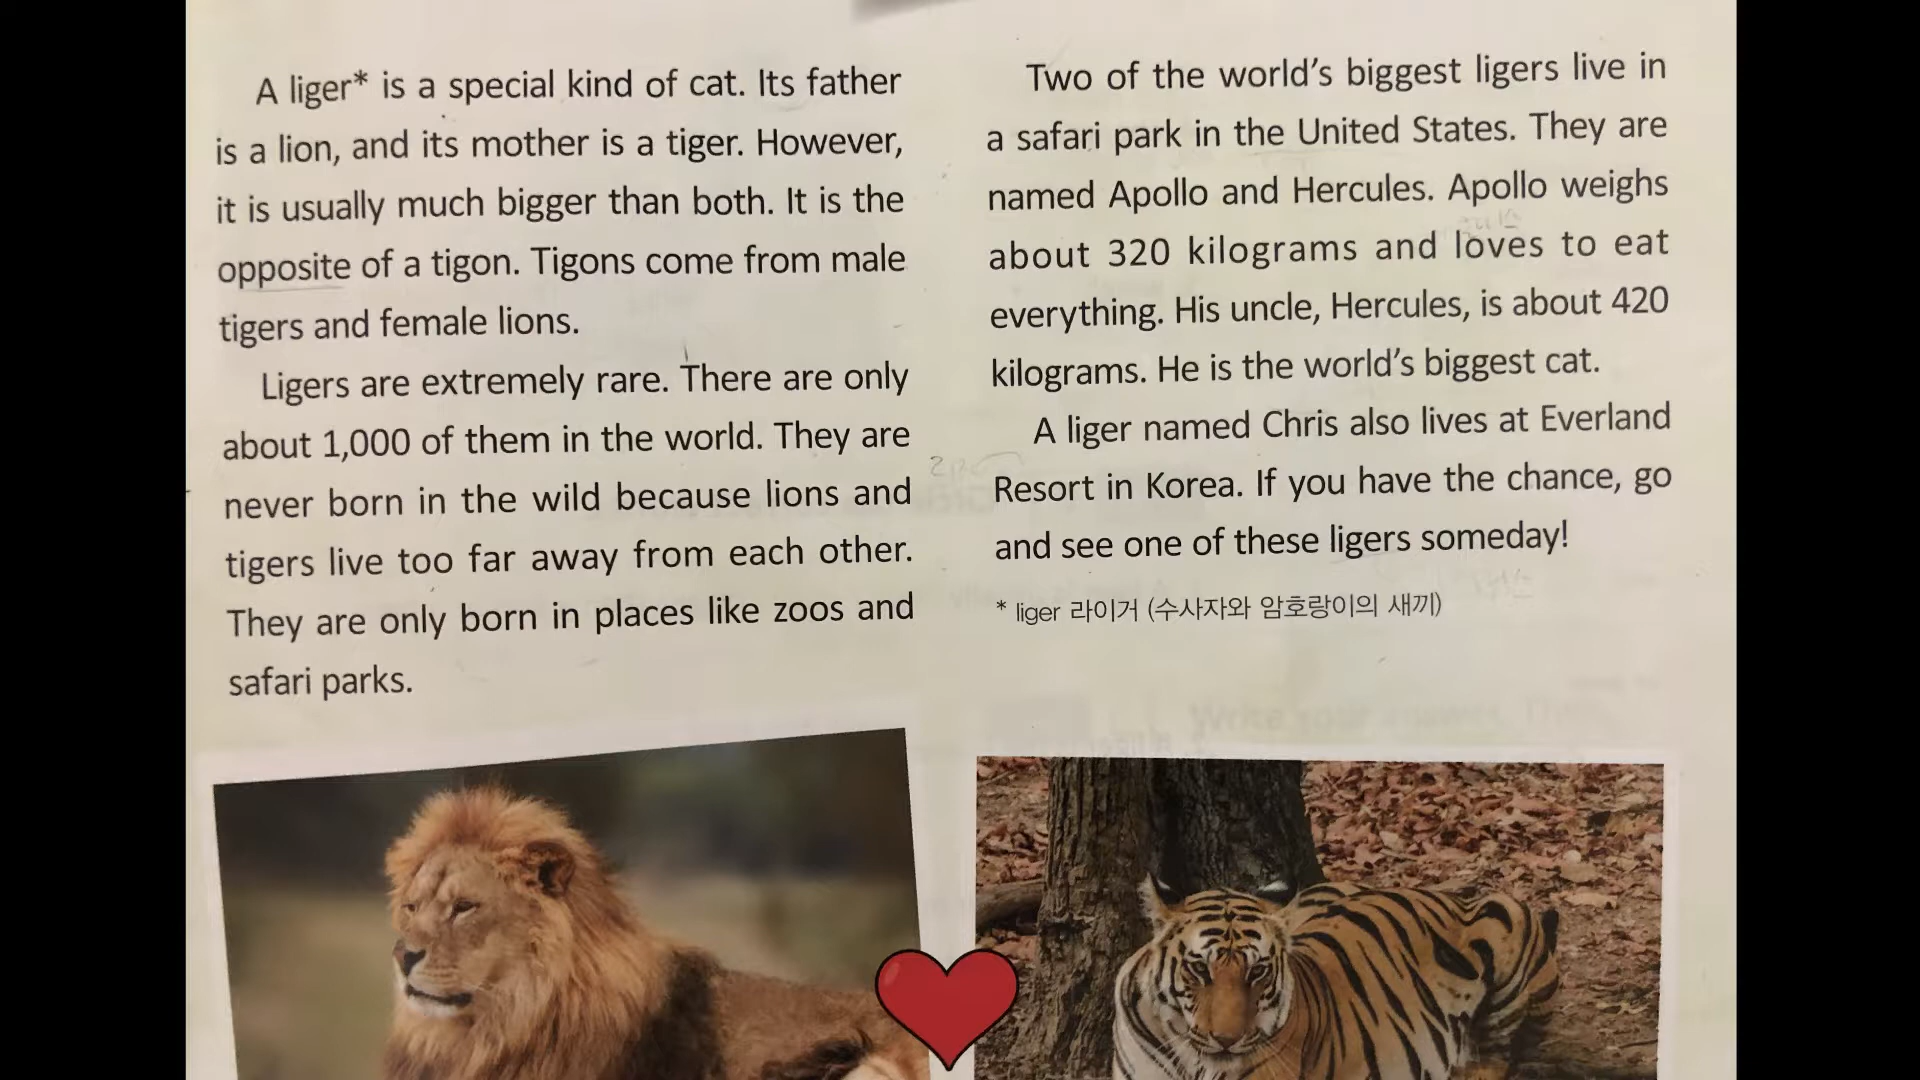 A liger* is a special kind of cat. Its father
is a lion, and its mother is a tiger. However,
it is usually much bigger than both. It is the
opposite of a tigon. Tigons come from male
tigers and female lions.
Ligers are extremely rare. There are only
about 1,000 of them in the world. They are
never born in the wild because lions and
tigers live too far away from each other.
They are only born in places like zoos and
safari parks.
Two of the world's biggest ligers live in
a safari park in the United States. They are
named Apollo and Hercules. Apollo weighs
about 320 kilograms and loves to eat
everything. His uncle, Hercules, is about 420
kilograms. He is the world's biggest cat.
A liger named Chris also lives at Everland
Resort in Korea. If you have the chance, go
and see one of these ligers someday!
* liger 라이거 (수사자와 암호랑이의 새끼)